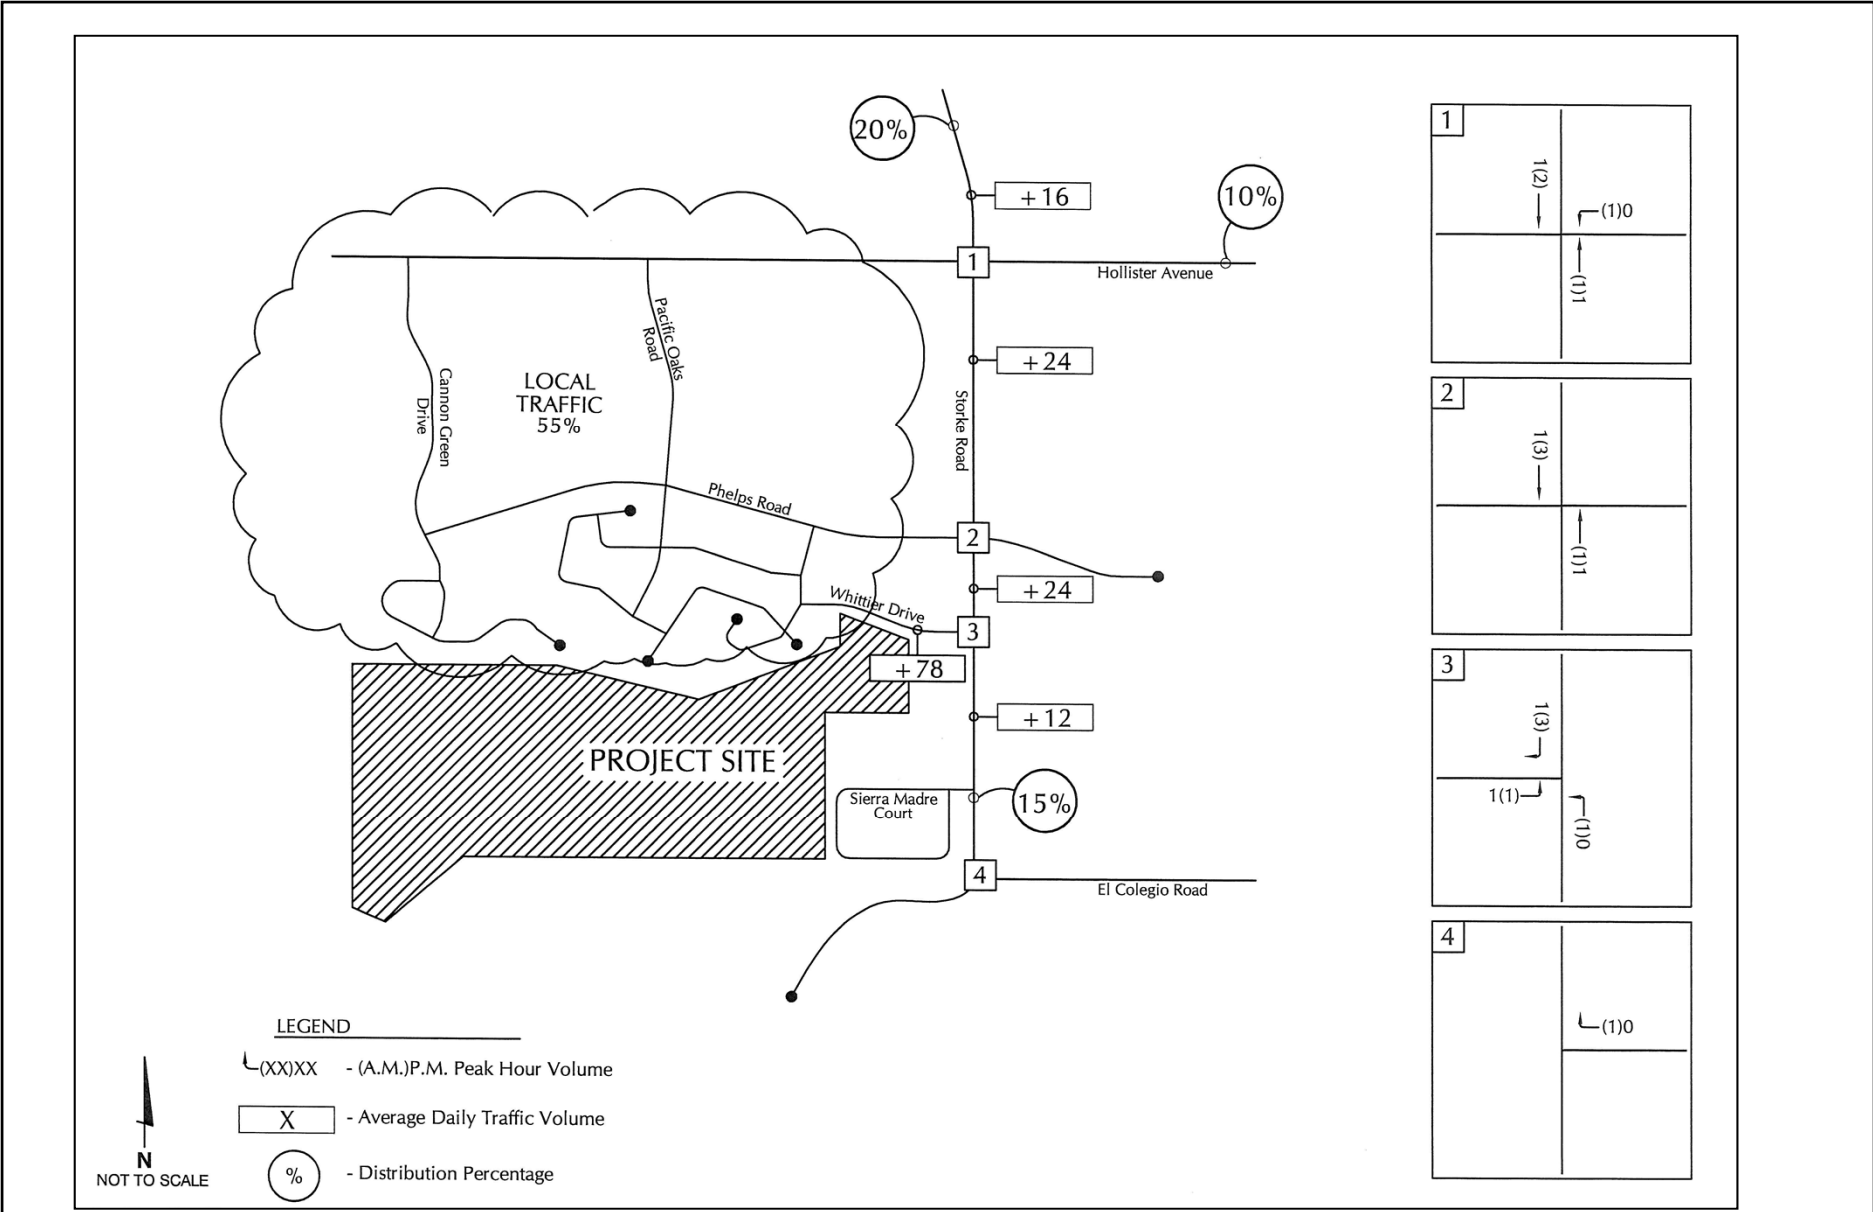 20%
+16
10%
1
Hollister Avenue
+24
Pacific Oaks
Road
Cannon Green
Drive
LOCAL
TRAFFIC
55%
Storke Road
Phelps Road
2
+24
Whittier Drive
3
+78
+12
PROJECT SITE
Sierra Madre
Court
15%
4
El Colegio Road
1
1(2)
(1)0
(1)1
2
1(3)
(1)1
3
1(3)
1(1)
(1)0
4
(1)0
LEGEND
(XX)XX - (A.M.)P.M. Peak Hour Volume
X - Average Daily Traffic Volume
% - Distribution Percentage
N
NOT TO SCALE